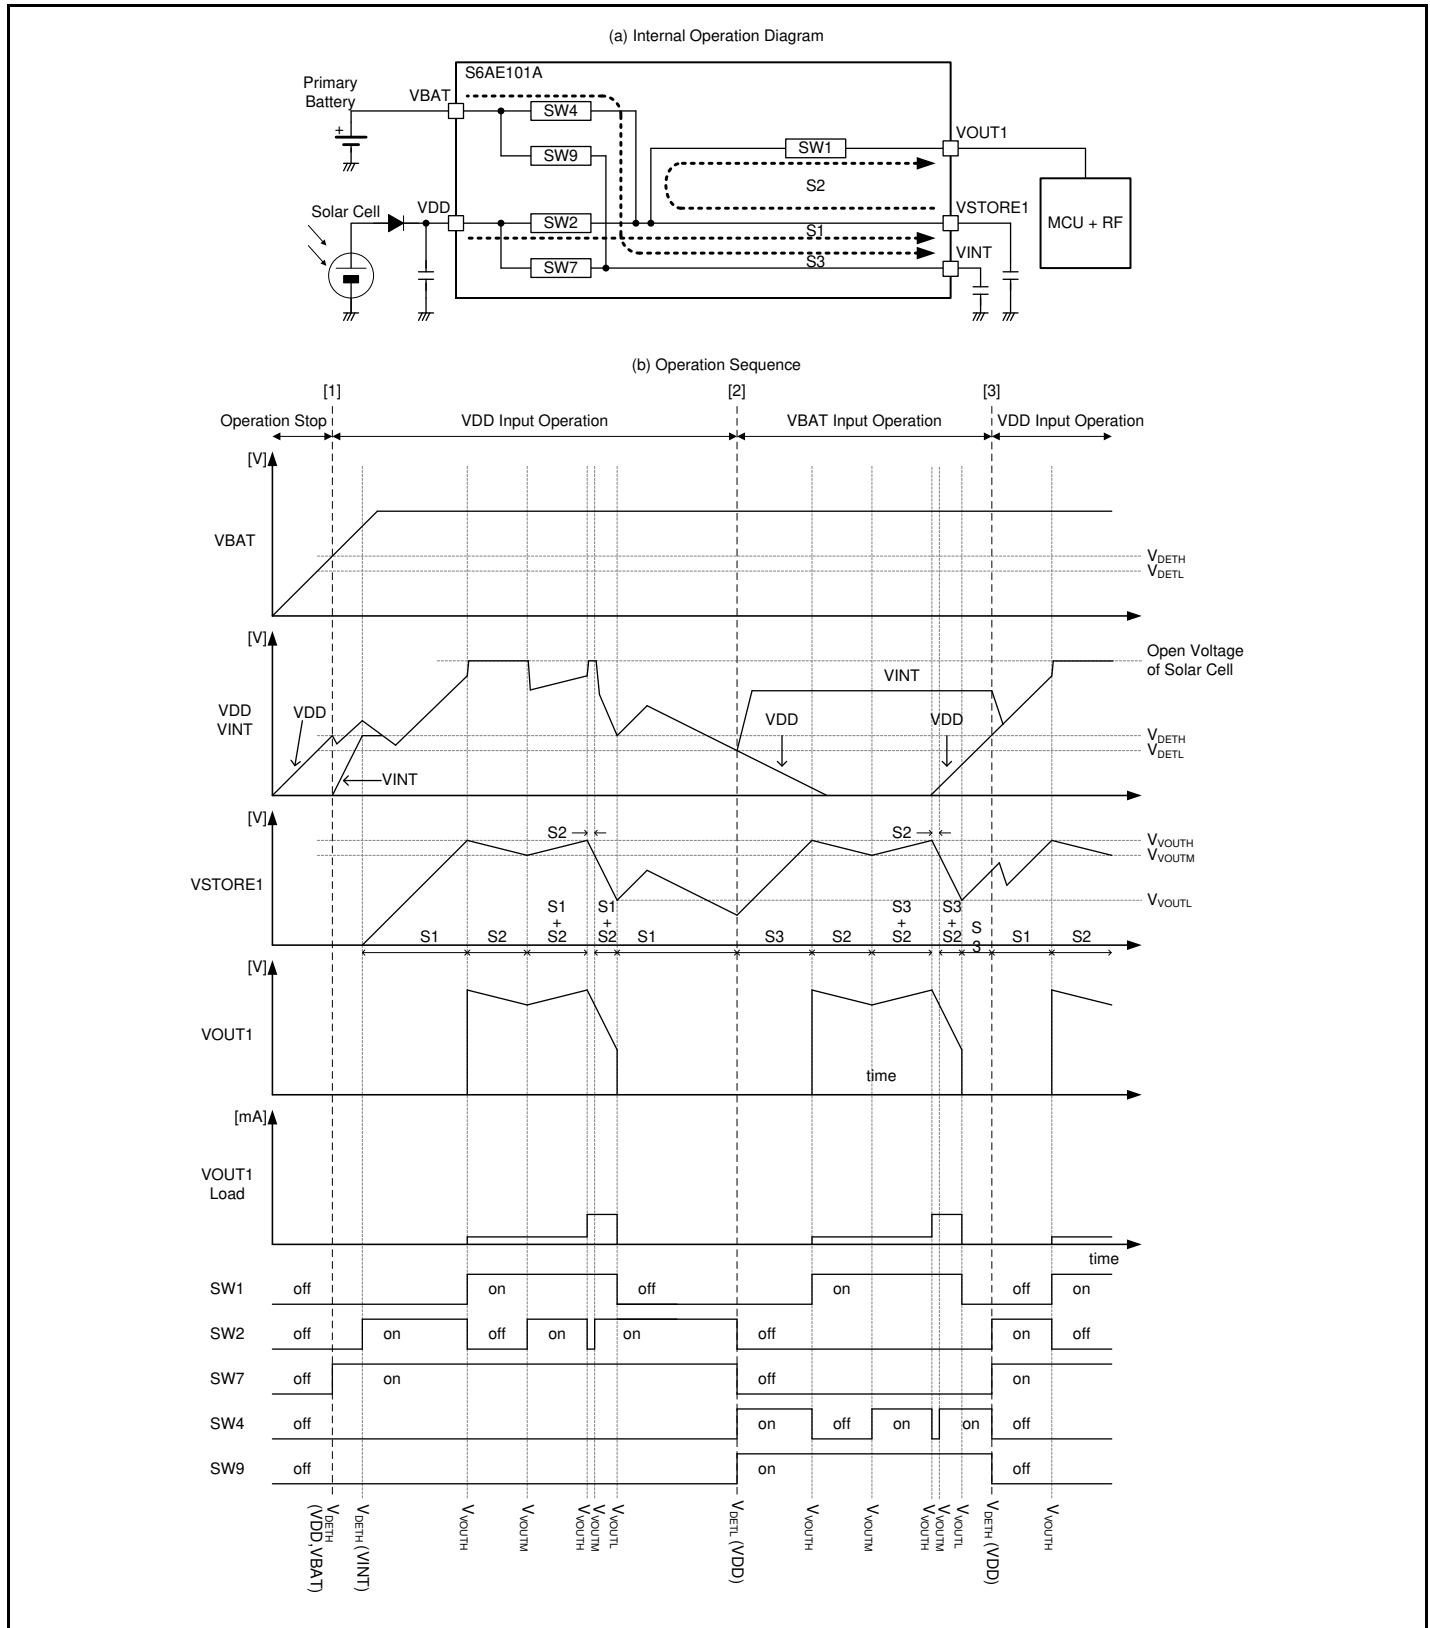 (a) Internal Operation Diagram
S6AE101A
Primary
Battery
VBAT
+
SW4
SW9
SW1
VOUT1
S2
Solar Cell
VDD
SW2
VSTORE1
S1
MCU + RF
VINT
SW7
S3
(b) Operation Sequence
[1]
[2]
[3]
Operation Stop
VDD Input Operation
VBAT Input Operation
VDD Input Operation
[V]
VBAT
VDETH
VDETL
[V]
Open Voltage
of Solar Cell
VINT
VDD
VINT
VDD
VDD
VDD
VDETH
VDETL
VINT
[V]
S2
S2
VVOUTH
VVOUTM
VSTORE1
VVOUTL
S1
S2
S1
+
S2
S1
+
S2
S1
S3
S2
S3
+
S2
S3
+
S2
S
3
S1
S2
[V]
VOUT1
time
[mA]
VOUT1
Load
time
SW1
off
on
off
on
off
on
SW2
off
on
off
on
on
off
on
off
SW7
off
on
off
on
SW4
off
on
off
on
on
off
SW9
off
on
off
VDETH
(VDD,VBAT)
VDETH (VINT)
VVOUTH
VVOUTM
VVOUTH
VVOUTM
VVOUTL
VDETL (VDD)
VVOUTH
VVOUTM
VVOUTH
VVOUTM
VVOUTL
VDETH (VDD)
VVOUTH